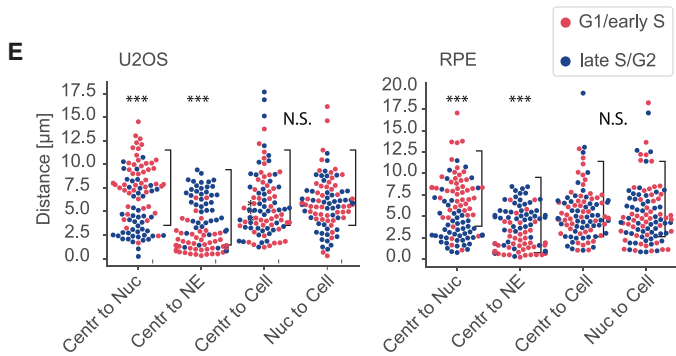 G1/early S
late S/G2
E
U2OS
RPE
Distance [µm]
17.5
15.0
12.5
10.0
7.5
5.0
2.5
0.0
***
***
*
N.S.
Centr to Nuc
Centr to NE
Centr to Cell
Nuc to Cell
20.0
17.5
15.0
12.5
10.0
7.5
5.0
2.5
0.0
***
***
N.S.
Centr to Nuc
Centr to NE
Centr to Cell
Nuc to Cell